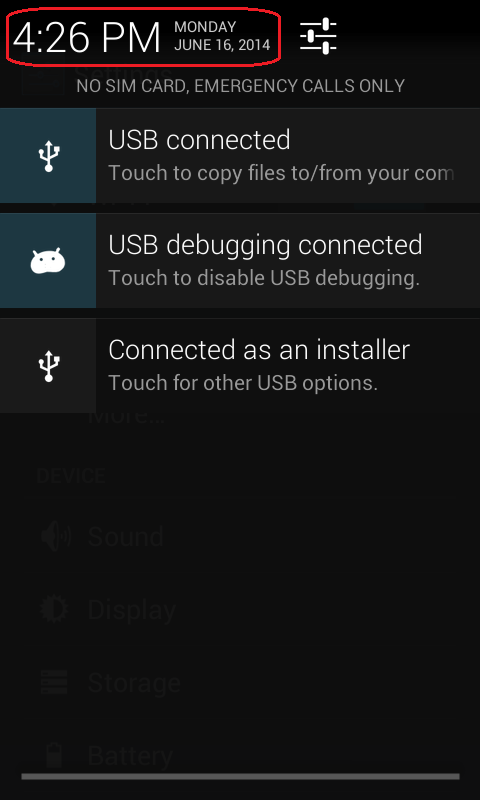 4:26 PM
MONDAY
JUNE 16, 2014
Settings
NO SIM CARD, EMERGENCY CALLS ONLY
USB connected
Touch to copy files to/from your com
USB debugging connected
Touch to disable USB debugging.
Connected as an installer
Touch for other USB options.
More...
DEVICE
Sound
Display
Storage
Battery